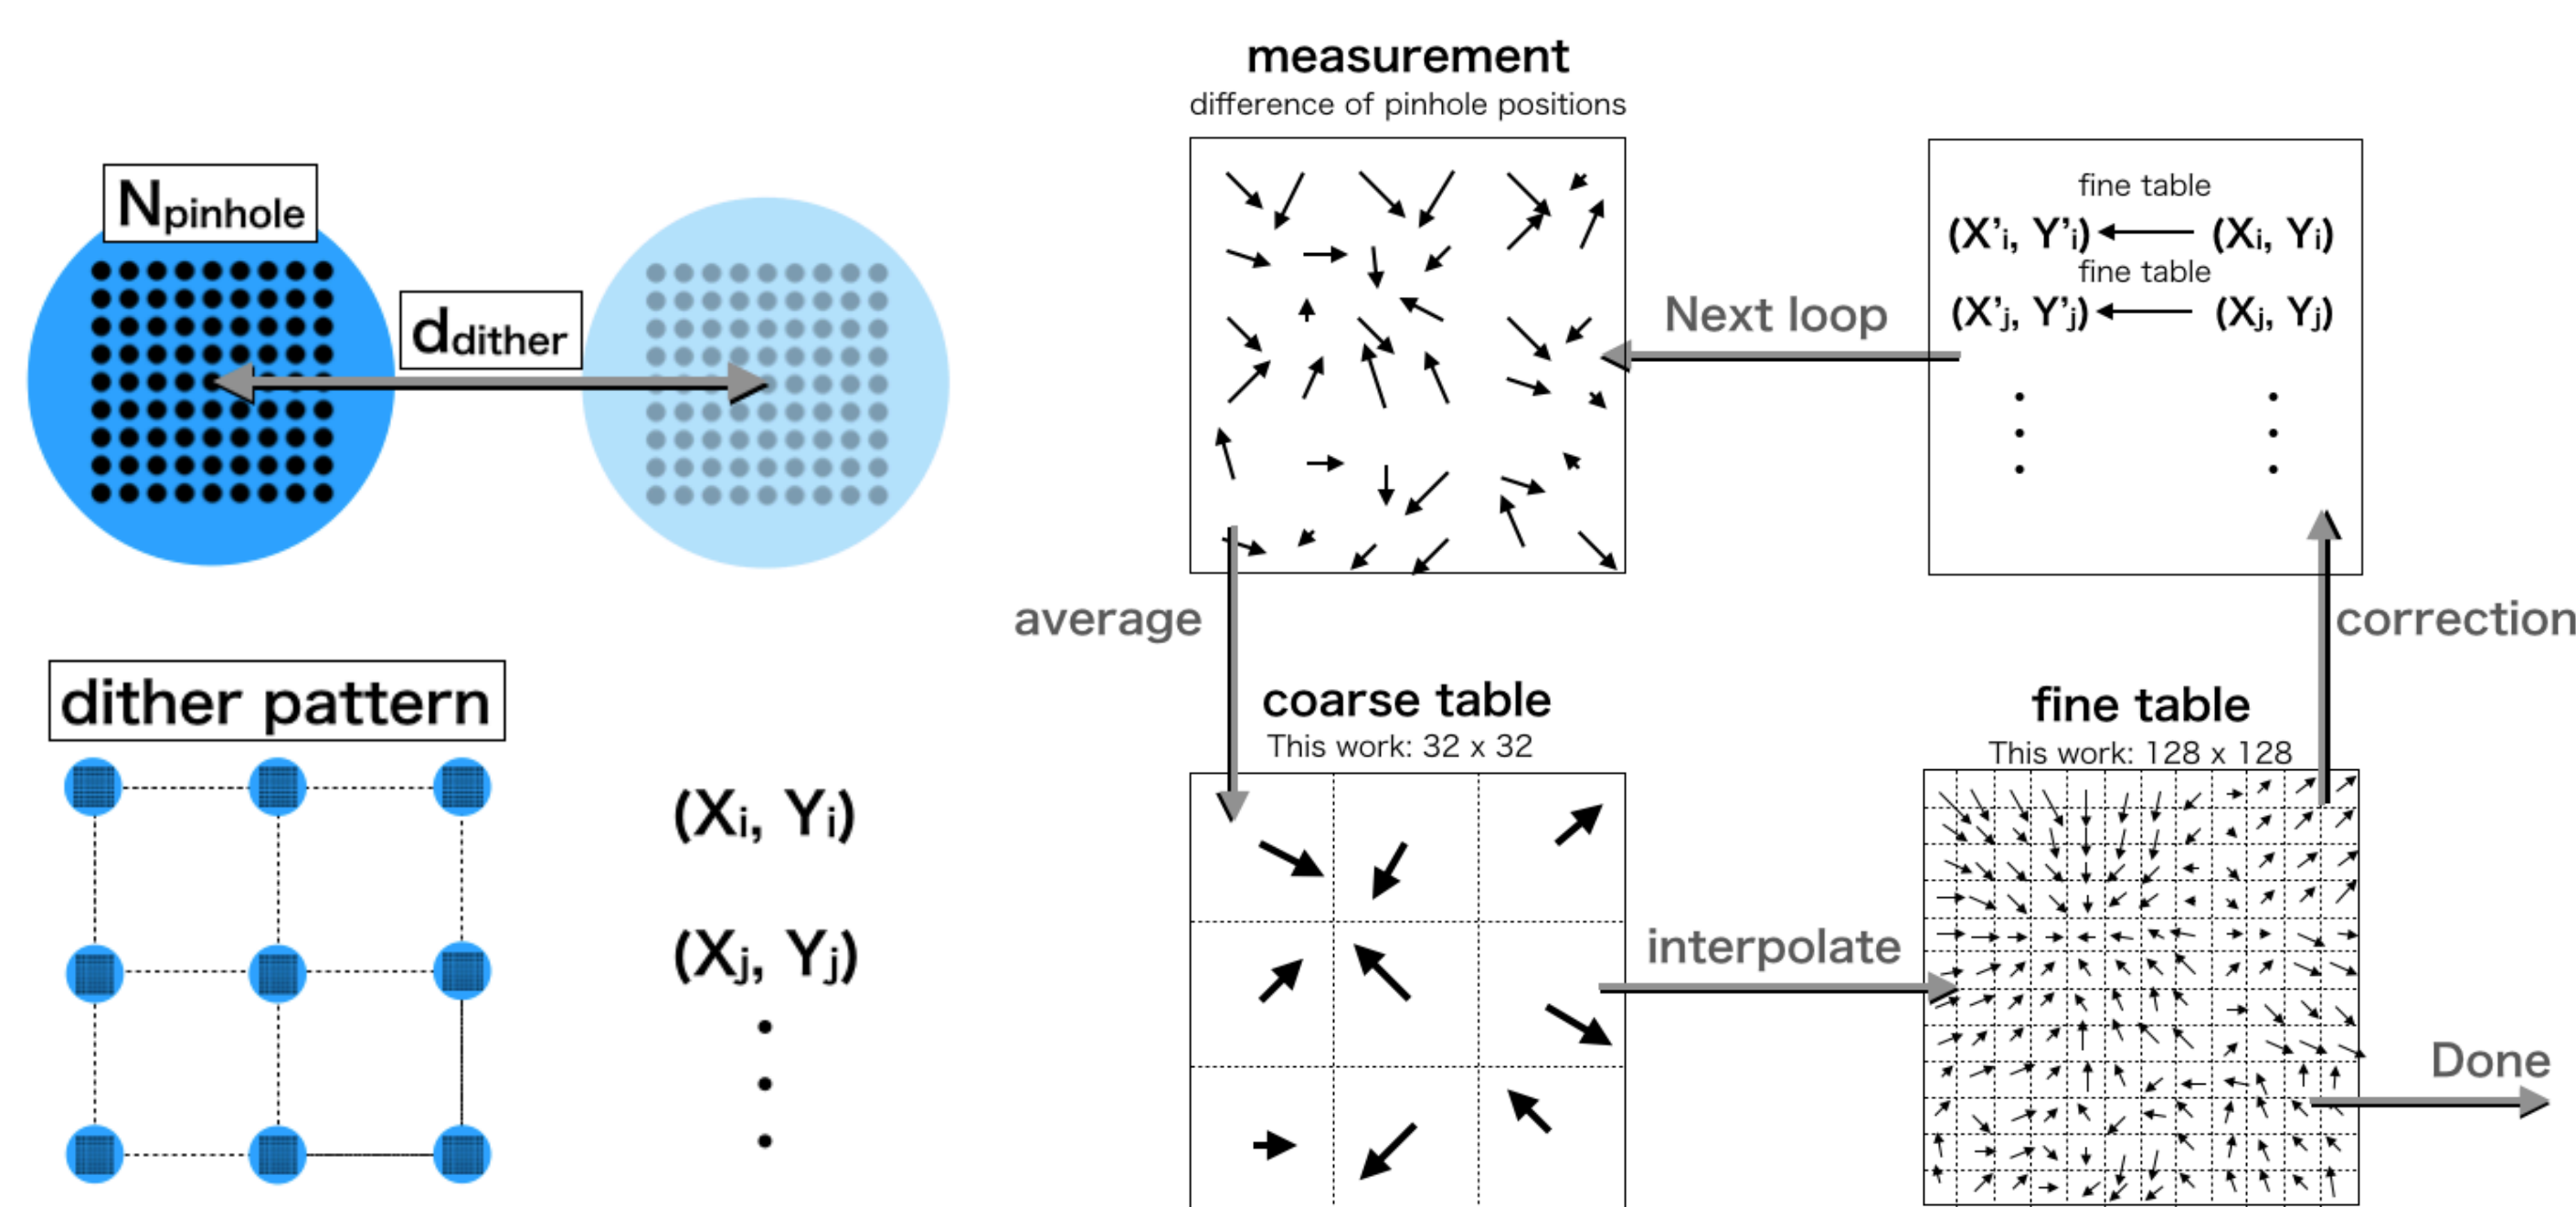 Npinhole
ddither
dither pattern
(Xi, Yi)
(Xj, Yj)
measurement
difference of pinhole positions
average
coarse table
This work: 32 x 32
interpolate
fine table
This work: 128 x 128
Done
correction
fine table
(X'i, Y'i) (Xi, Yi)
fine table
(X'j, Y'j) (Xj, Yj)
Next loop